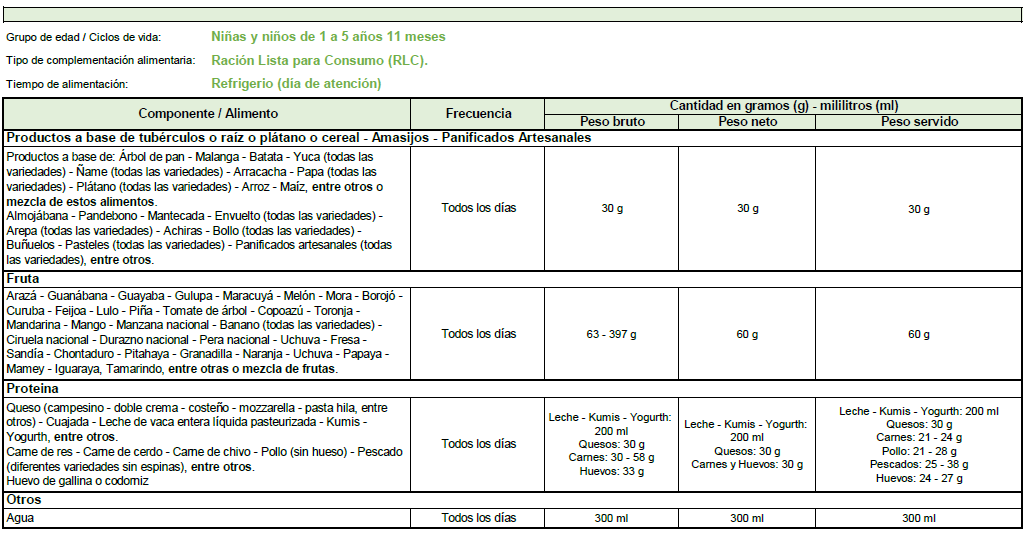 Grupo de edad / Ciclos de vida: Niñas y niños de 1 a 5 años 11 meses
Tipo de complementación alimentaria: Ración Lista para Consumo (RLC).
Tiempo de alimentación: Refrigerio (día de atención)
Componente / Alimento
Frecuencia
Cantidad en gramos (g) - mililitros (ml)
Peso bruto
Peso neto
Peso servido
Productos a base de tubérculos o raíz o plátano o cereal - Amasijos - Panificados Artesanales
Productos a base de: Árbol de pan - Malanga - Batata - Yuca (todas las
variedades) - Ñame (todas las variedades) - Arracacha - Papa (todas las
variedades) - Plátano (todas las variedades) - Arroz - Maíz, entre otros o
mezcla de estos alimentos.
Almojábana - Pandebono - Mantecada - Envuelto (todas las variedades) -
Arepa (todas las variedades) - Achiras - Bollo (todas las variedades) -
Buñuelos - Pasteles (todas las variedades) - Panificados artesanales (todas
las variedades), entre otros.
Todos los días
30 g
30 g
30 g
Fruta
Arazá - Guanábana - Guayaba - Gulupa - Maracuyá - Melón - Mora - Borojó -
Curuba - Feijoa - Lulo - Piña - Tomate de árbol - Copoazú - Toronja -
Mandarina - Mango - Manzana nacional - Banano (todas las variedades) -
Ciruela nacional - Durazno nacional - Pera nacional - Uchuva - Fresa -
Sandía - Chontaduro - Pitahaya - Granadilla - Naranja - Uchuva - Papaya -
Mamey - Iguaraya, Tamarindo, entre otras o mezcla de frutas.
Todos los días
63 - 397 g
60 g
60 g
Proteina
Queso (campesino - doble crema - costeño - mozzarella - pasta hila, entre
otros) - Cuajada - Leche de vaca entera líquida pasteurizada - Kumis -
Yogurth, entre otros.
Carne de res - Carne de cerdo - Carne de chivo - Pollo (sin hueso) - Pescado
(diferentes variedades sin espinas), entre otros.
Huevo de gallina o codorniz
Todos los días
Leche - Kumis - Yogurth:
200 ml
Quesos: 30 g
Carnes: 30 - 58 g
Huevos: 33 g
Leche - Kumis - Yogurth:
200 ml
Quesos: 30 g
Carnes y Huevos: 30 g
Leche - Kumis - Yogurth: 200 ml
Quesos: 30 g
Carnes: 21 - 24 g
Pollo: 21 - 28 g
Pescados: 25 - 38 g
Huevos: 24 - 27 g
Otros
Agua
Todos los días
300 ml
300 ml
300 ml